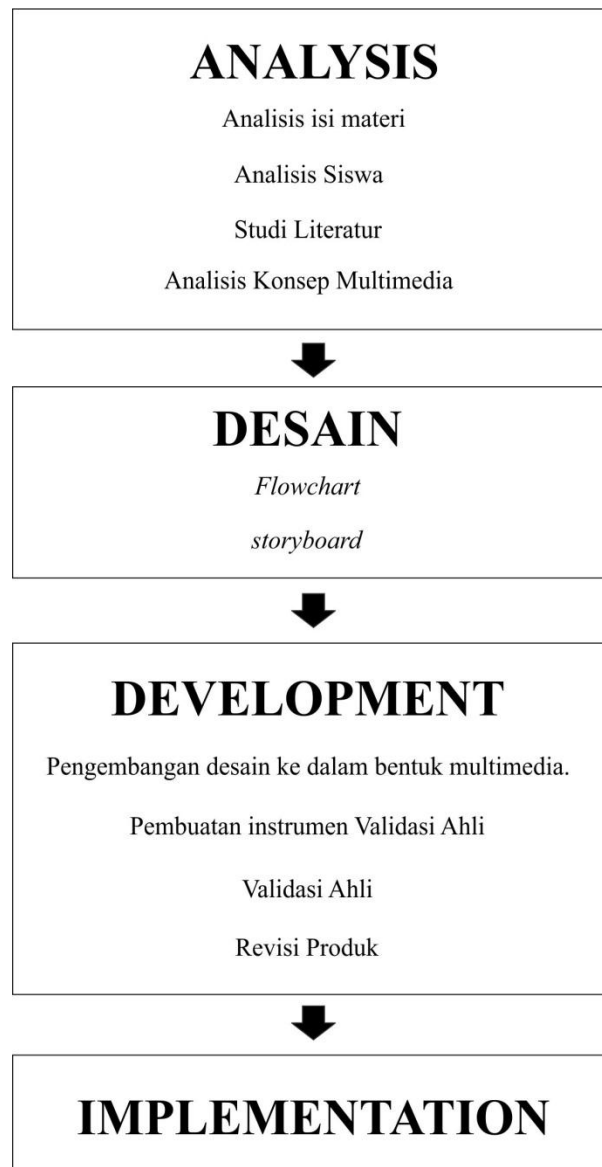 ANALYSIS
Analisis isi materi
Analisis Siswa
Studi Literatur
Analisis Konsep Multimedia
DESAIN
Flowchart
storyboard
DEVELOPMENT
Pengembangan desain ke dalam bentuk multimedia.
Pembuatan instrumen Validasi Ahli
Validasi Ahli
Revisi Produk
IMPLEMENTATION